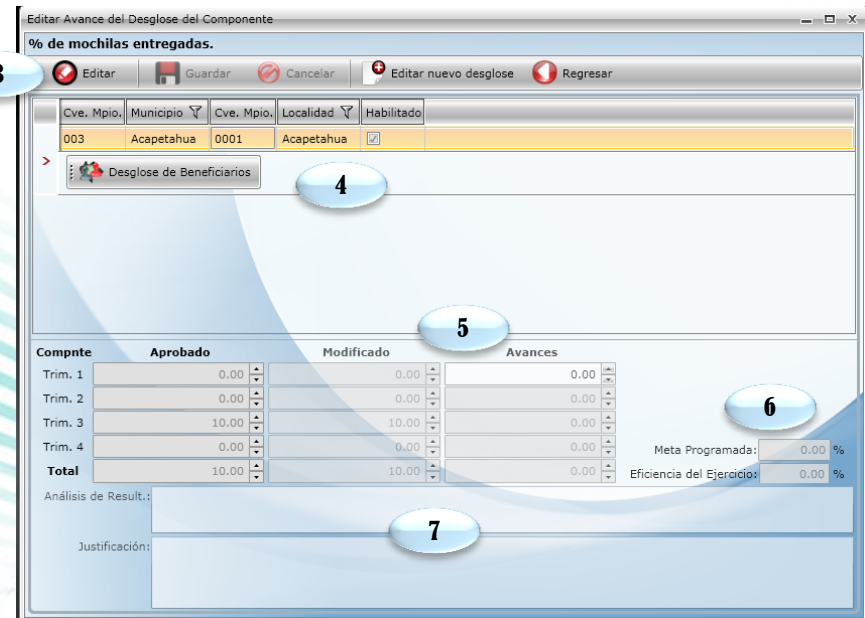 Editar Avance del Desglose del Componente
% de mochilas entregadas.
Editar Guardar Cancelar Editar nuevo desglose Regresar
Cve. Mpio. Municipio Cve. Mpio. Localidad Habilitado
003 Acapetahua 0001 Acapetahua
> Desglose de Beneficiarios
4
5
Compnte Aprobado Modificado Avances
Trim. 1 0.00 0.00 0.00
Trim. 2 0.00 0.00 0.00
6
Trim. 3 10.00 10.00 0.00
Trim. 4 0.00 0.00 0.00 Meta Programada: 0.00 %
Total 10.00 10.00 0.00 Eficiencia del Ejercicio: 0.00 %
Análisis de Result.:
7
Justificación: